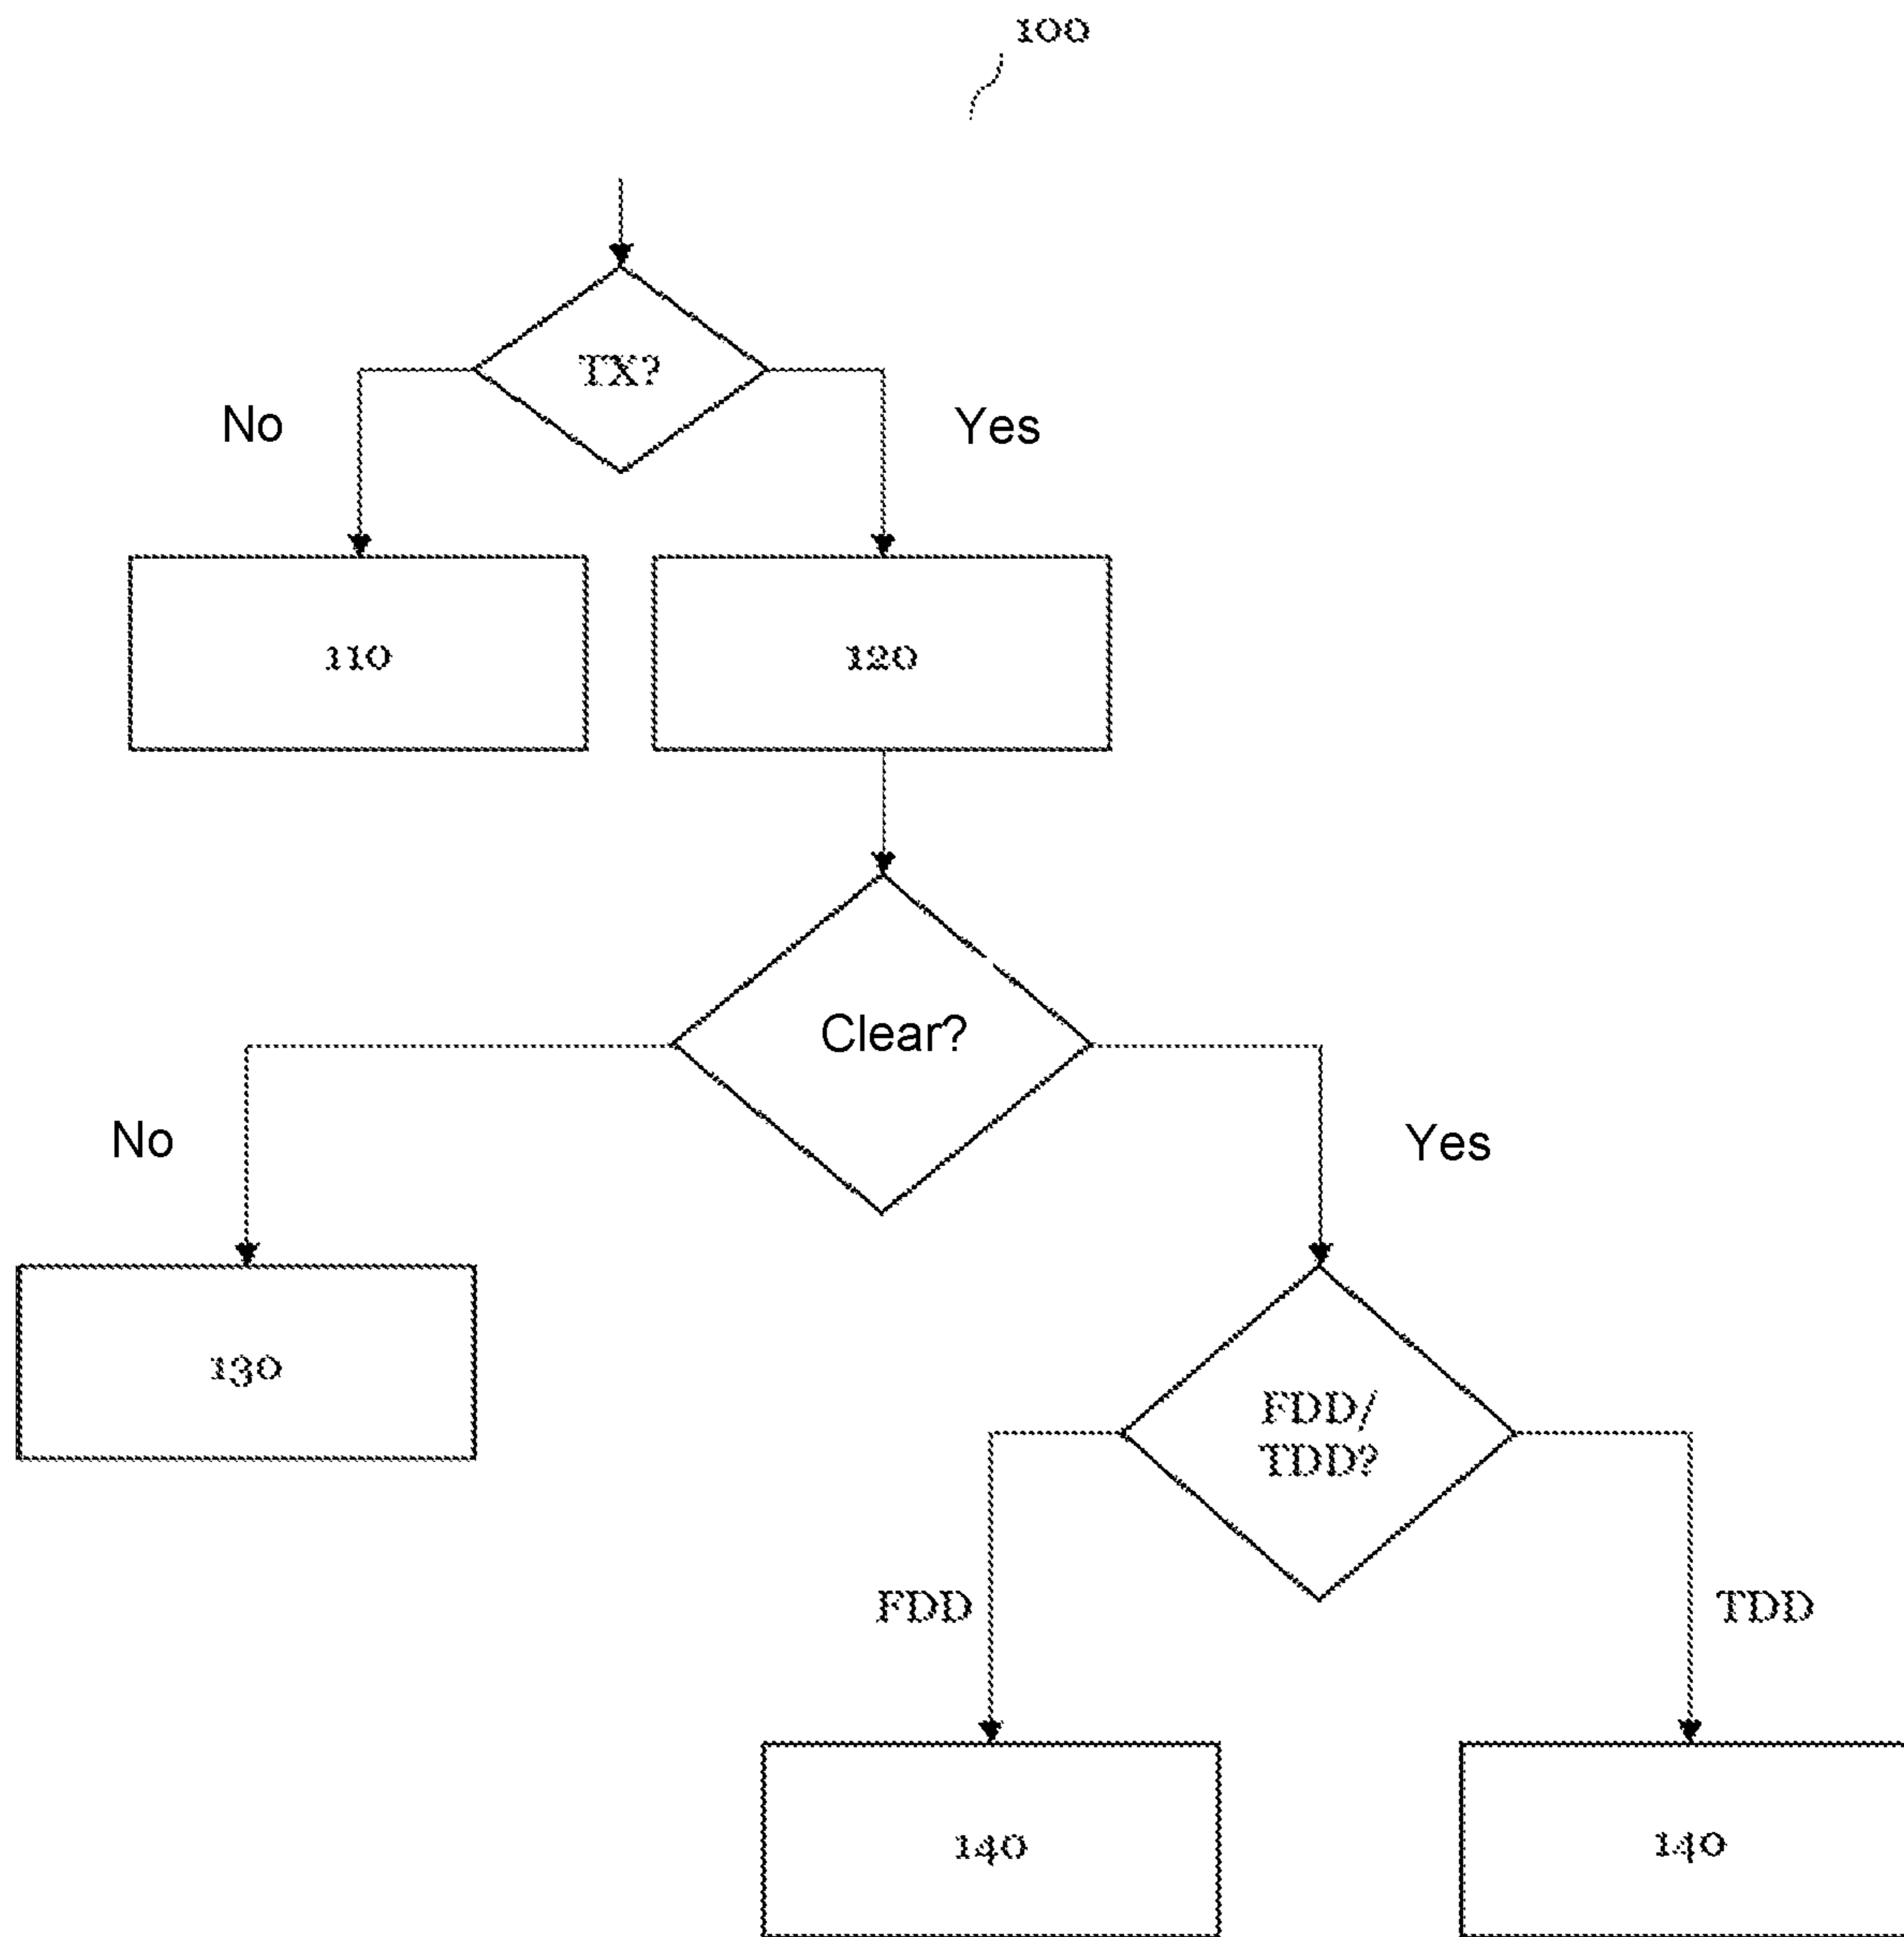 100
TX?
No
Yes
110
120
Clear?
No
Yes
130
FDD/
TDD?
FDD
TDD
140
140